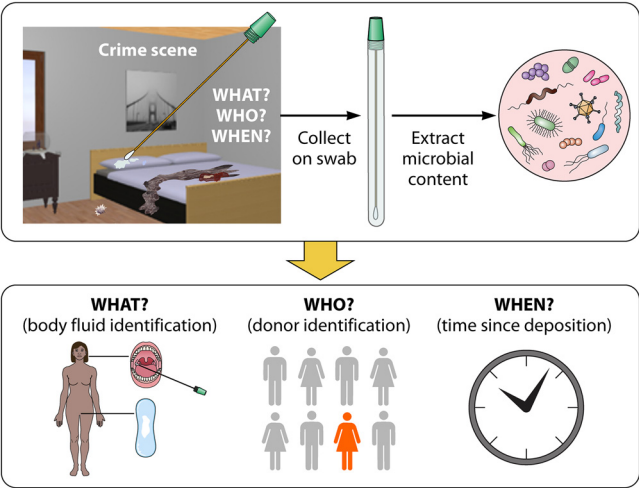 Crime scene
WHAT?
WHO?
WHEN?
Collect
on swab
Extract
microbial
content
WHAT?
(body fluid identification)
WHO?
(donor identification)
WHEN?
(time since deposition)